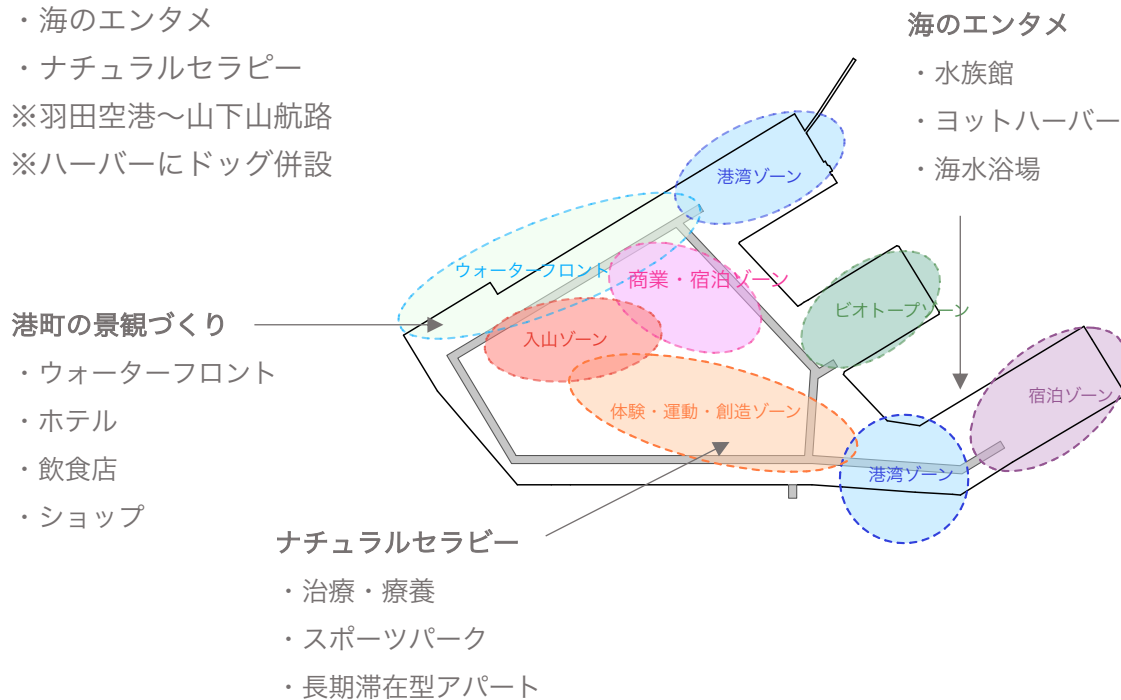 ・海のエンタメ
・ナチュラルセラピー
※羽田空港〜山下山航路
※ハーバーにドッグ併設
海のエンタメ
・水族館
・ヨットハーバー
・海水浴場
港湾ゾーン
ウォーターフロント
商業・宿泊ゾーン
ビオトープゾーン
入山ゾーン
体験・運動・創造ゾーン
宿泊ゾーン
港湾ゾーン
港町の景観づくり
・ウォーターフロント
・ホテル
・飲食店
・ショップ
ナチュラルセラビー
・治療・療養
・スポーツパーク
・長期滞在型アパート